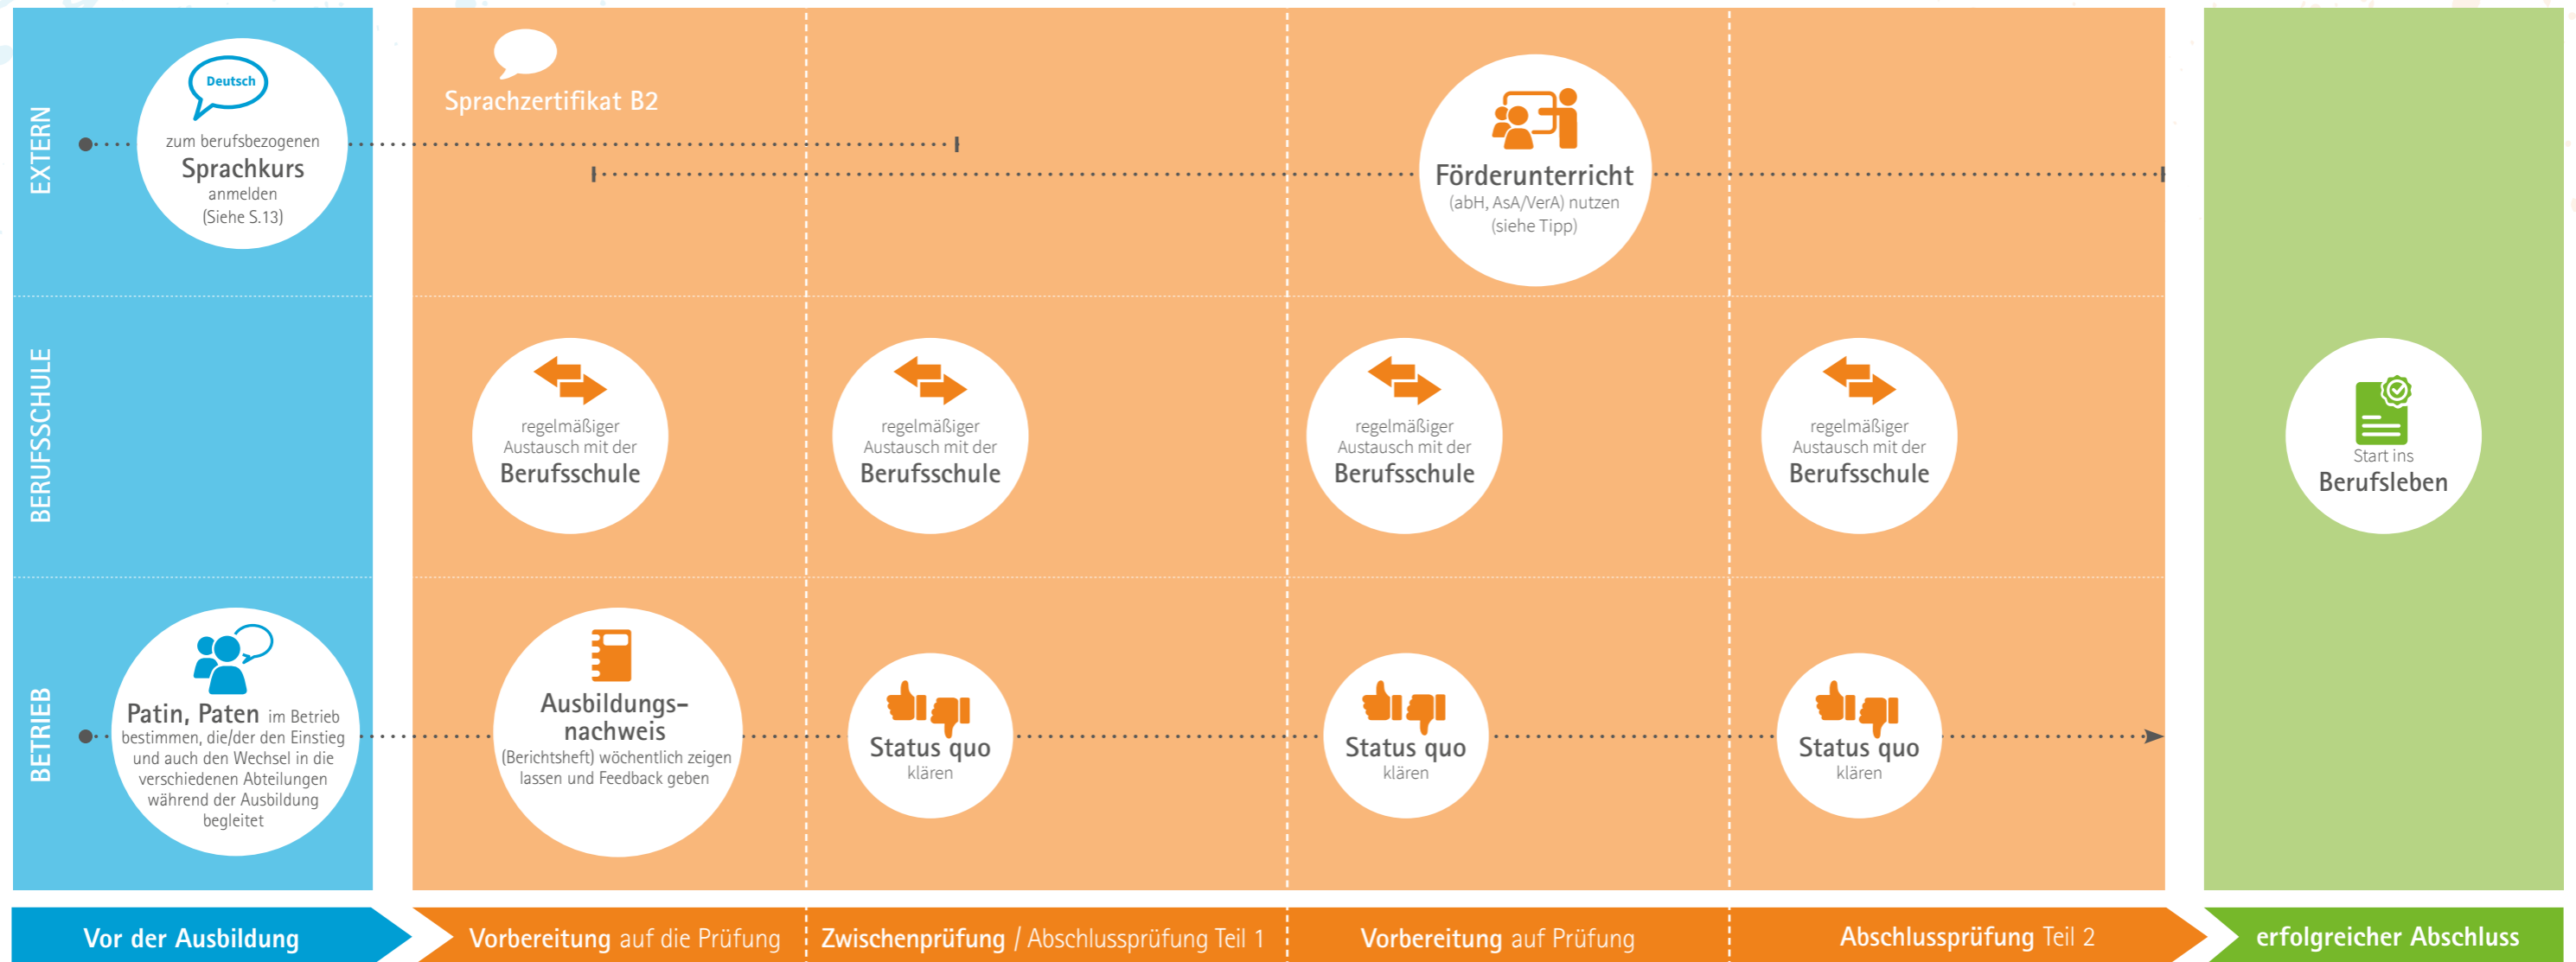 EXTERN
Deutsch
zum berufsbezogenen
Sprachkurs
anmelden
(Siehe S.13)
Sprachzertifikat B2
Förderunterricht
(abH, AsA/VerA) nutzen
(siehe Tipp)
BERUFSSCHULE
regelmäßiger
Austausch mit der
Berufsschule
regelmäßiger
Austausch mit der
Berufsschule
regelmäßiger
Austausch mit der
Berufsschule
regelmäßiger
Austausch mit der
Berufsschule
Start ins
Berufsleben
BETRIEB
Patin, Paten im Betrieb
bestimmen, die/der den Einstieg
und auch den Wechsel in die
verschiedenen Abteilungen
während der Ausbildung
begleitet
Ausbildungs-
nachweis
(Berichtsheft) wöchentlich zeigen
lassen und Feedback geben
Status quo
klären
Status quo
klären
Status quo
klären
Vor der Ausbildung
Vorbereitung auf die Prüfung
Zwischenprüfung / Abschlussprüfung Teil 1
Vorbereitung auf Prüfung
Abschlussprüfung Teil 2
erfolgreicher Abschluss